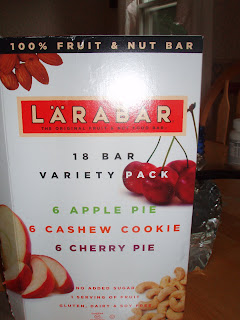 100% FRUIT & NUT BAR
LÄRABAR
THE ORIGINAL FRUIT & NUT FOOD BAR
18 BAR
VARIETY PACK
6 APPLE PIE
6 CASHEW COOKIE
6 CHERRY PIE
NO ADDED SUGAR
1 SERVING OF FRUIT
GLUTEN, DAIRY & SOY FREE